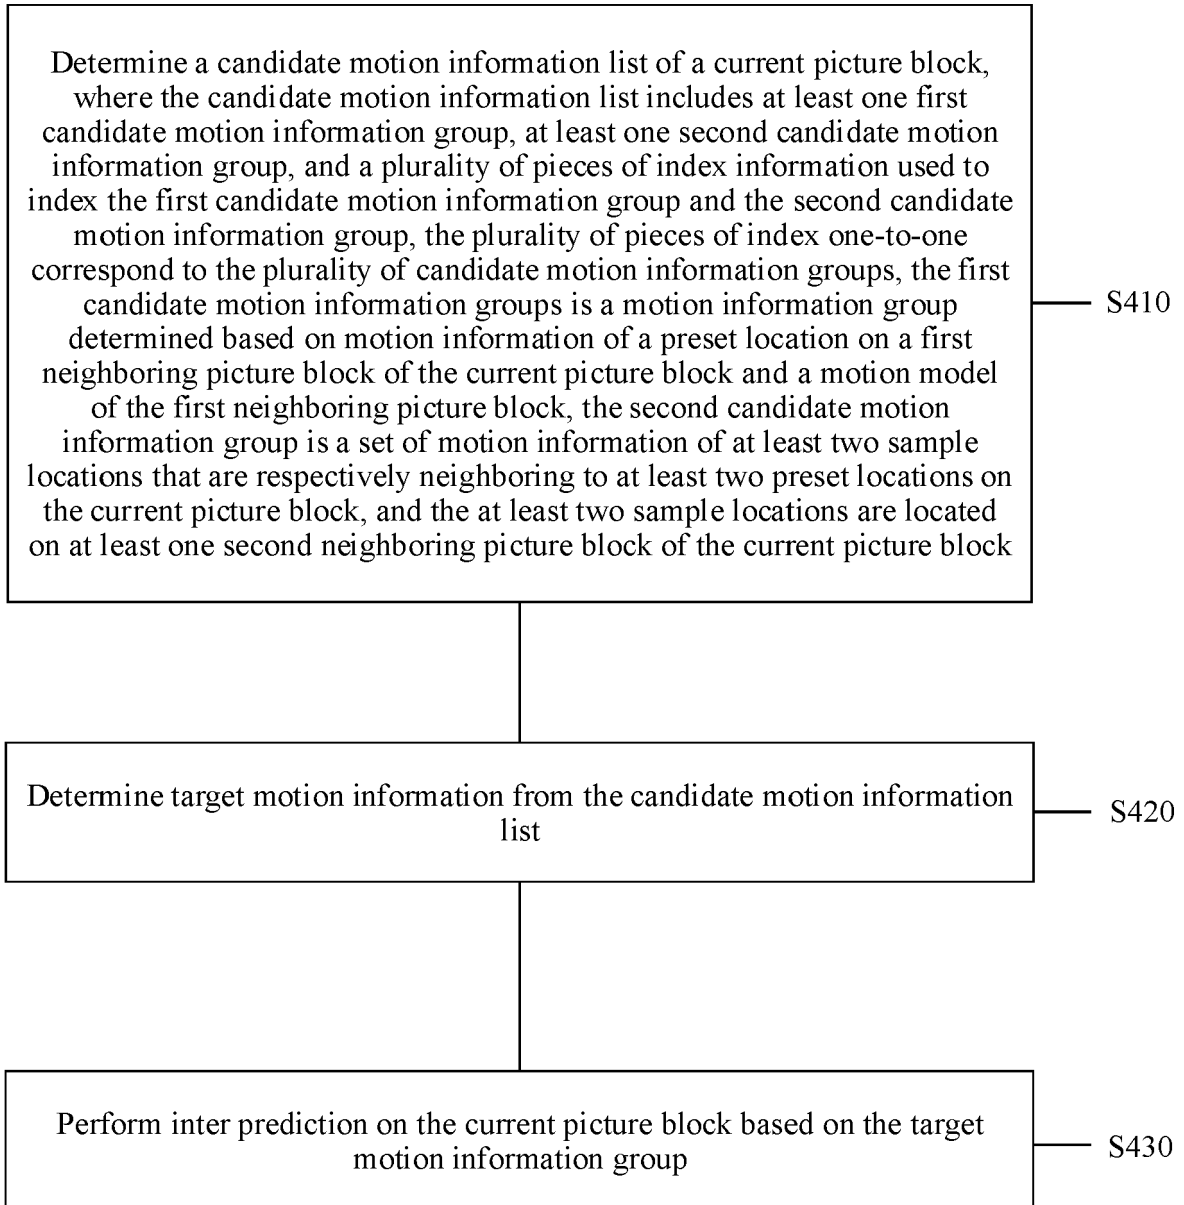 Determine a candidate motion information list of a current picture block,
where the candidate motion information list includes at least one first
candidate motion information group, at least one second candidate motion
information group, and a plurality of pieces of index information used to
index the first candidate motion information group and the second candidate
motion information group, the plurality of pieces of index one-to-one
correspond to the plurality of candidate motion information groups, the first
candidate motion information groups is a motion information group
determined based on motion information of a preset location on a first
neighboring picture block of the current picture block and a motion model
of the first neighboring picture block, the second candidate motion
information group is a set of motion information of at least two sample
locations that are respectively neighboring to at least two preset locations on
the current picture block, and the at least two sample locations are located
on at least one second neighboring picture block of the current picture block
S410
Determine target motion information from the candidate motion information
list
S420
Perform inter prediction on the current picture block based on the target
motion information group
S430